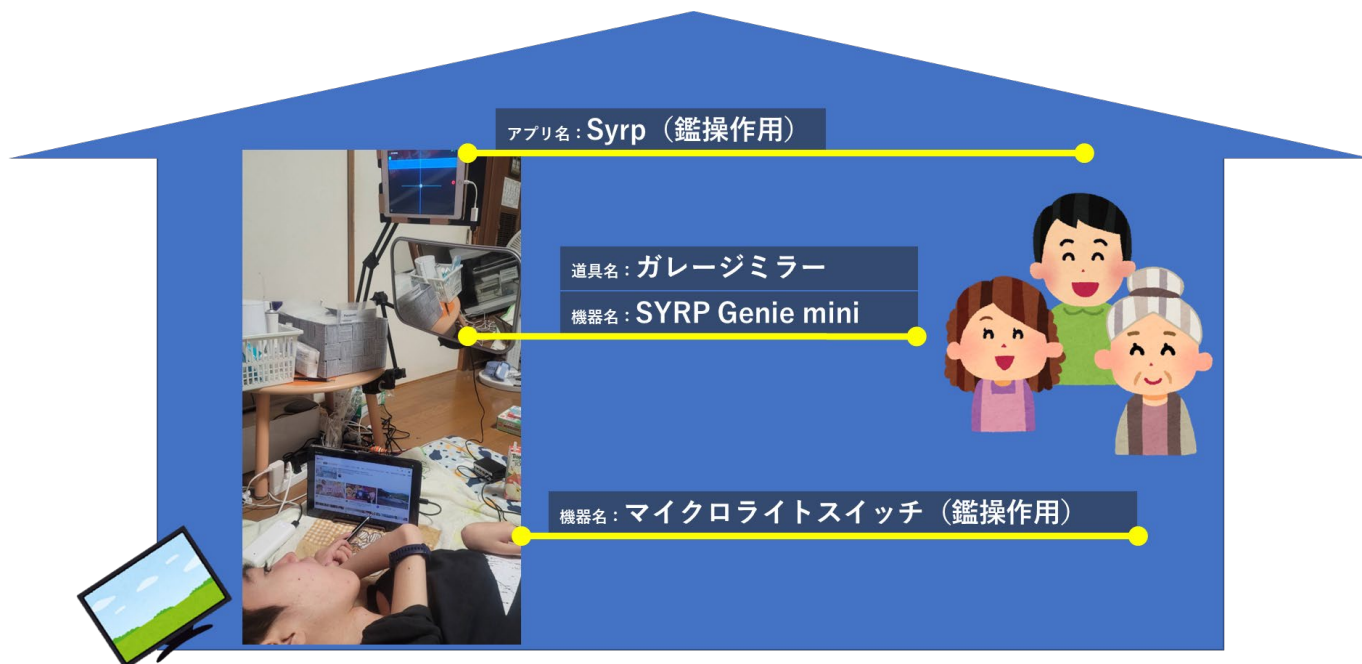 アプリ名：Syrp（鑑操作用）
道具名：ガレージミラー
機器名：SYRP Genie mini
機器名：マイクロライトスイッチ（鑑操作用）